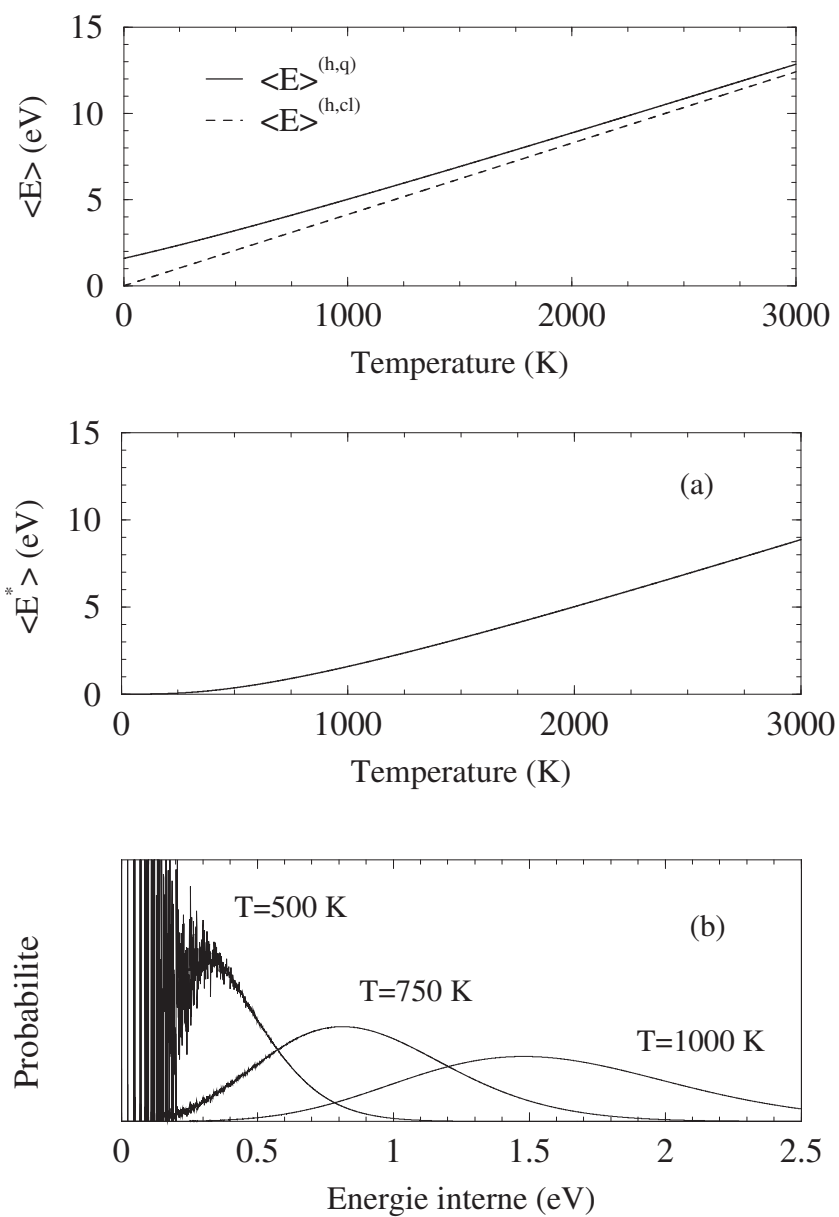 15
<E>(h,q)
<E>(h,cl)
10
5
0
<E> (eV)
0 1000 2000 3000
Temperature (K)
15
(a)
10
5
0
<E*> (eV)
0 1000 2000 3000
Temperature (K)
T=500 K
(b)
T=750 K
T=1000 K
Probabilite
0 0.5 1 1.5 2 2.5
Energie interne (eV)